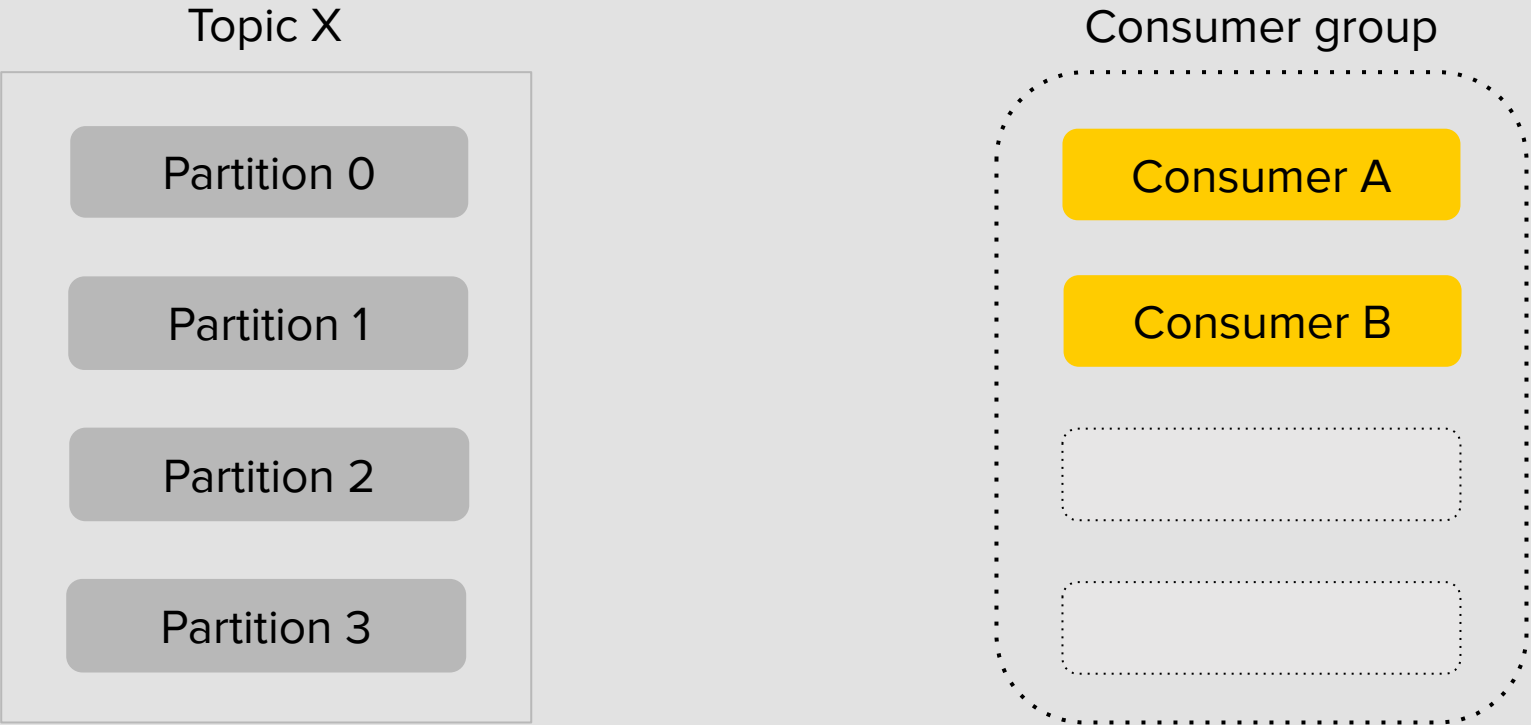 Topic X
Consumer group
Partition 0
Consumer A
Partition 1
Consumer B
Partition 2
Partition 3